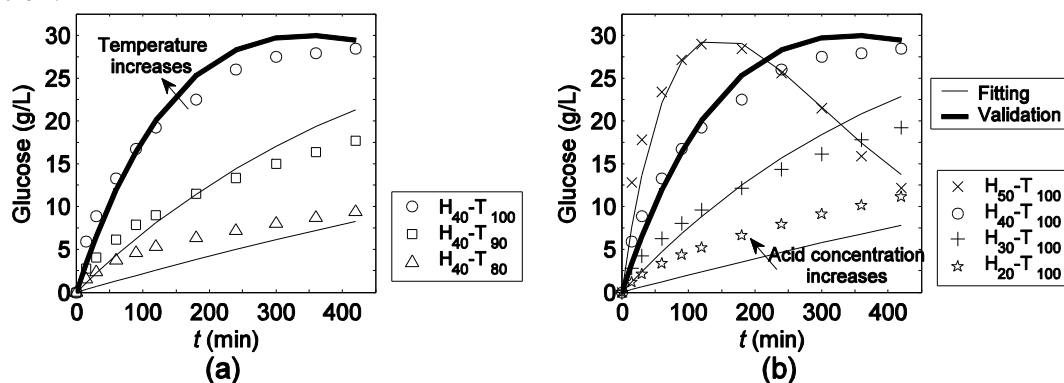 30
25
20
15
10
5
0
Glucose (g/L)
Temperature
increases
0 100 200 300 400
t (min)
(a)
H40-T100
H40-T90
H40-T80
30
25
20
15
10
5
0
Glucose (g/L)
Acid concentration
increases
0 100 200 300 400
t (min)
(b)
Fitting
Validation
H50-T100
H40-T100
H30-T100
H20-T100